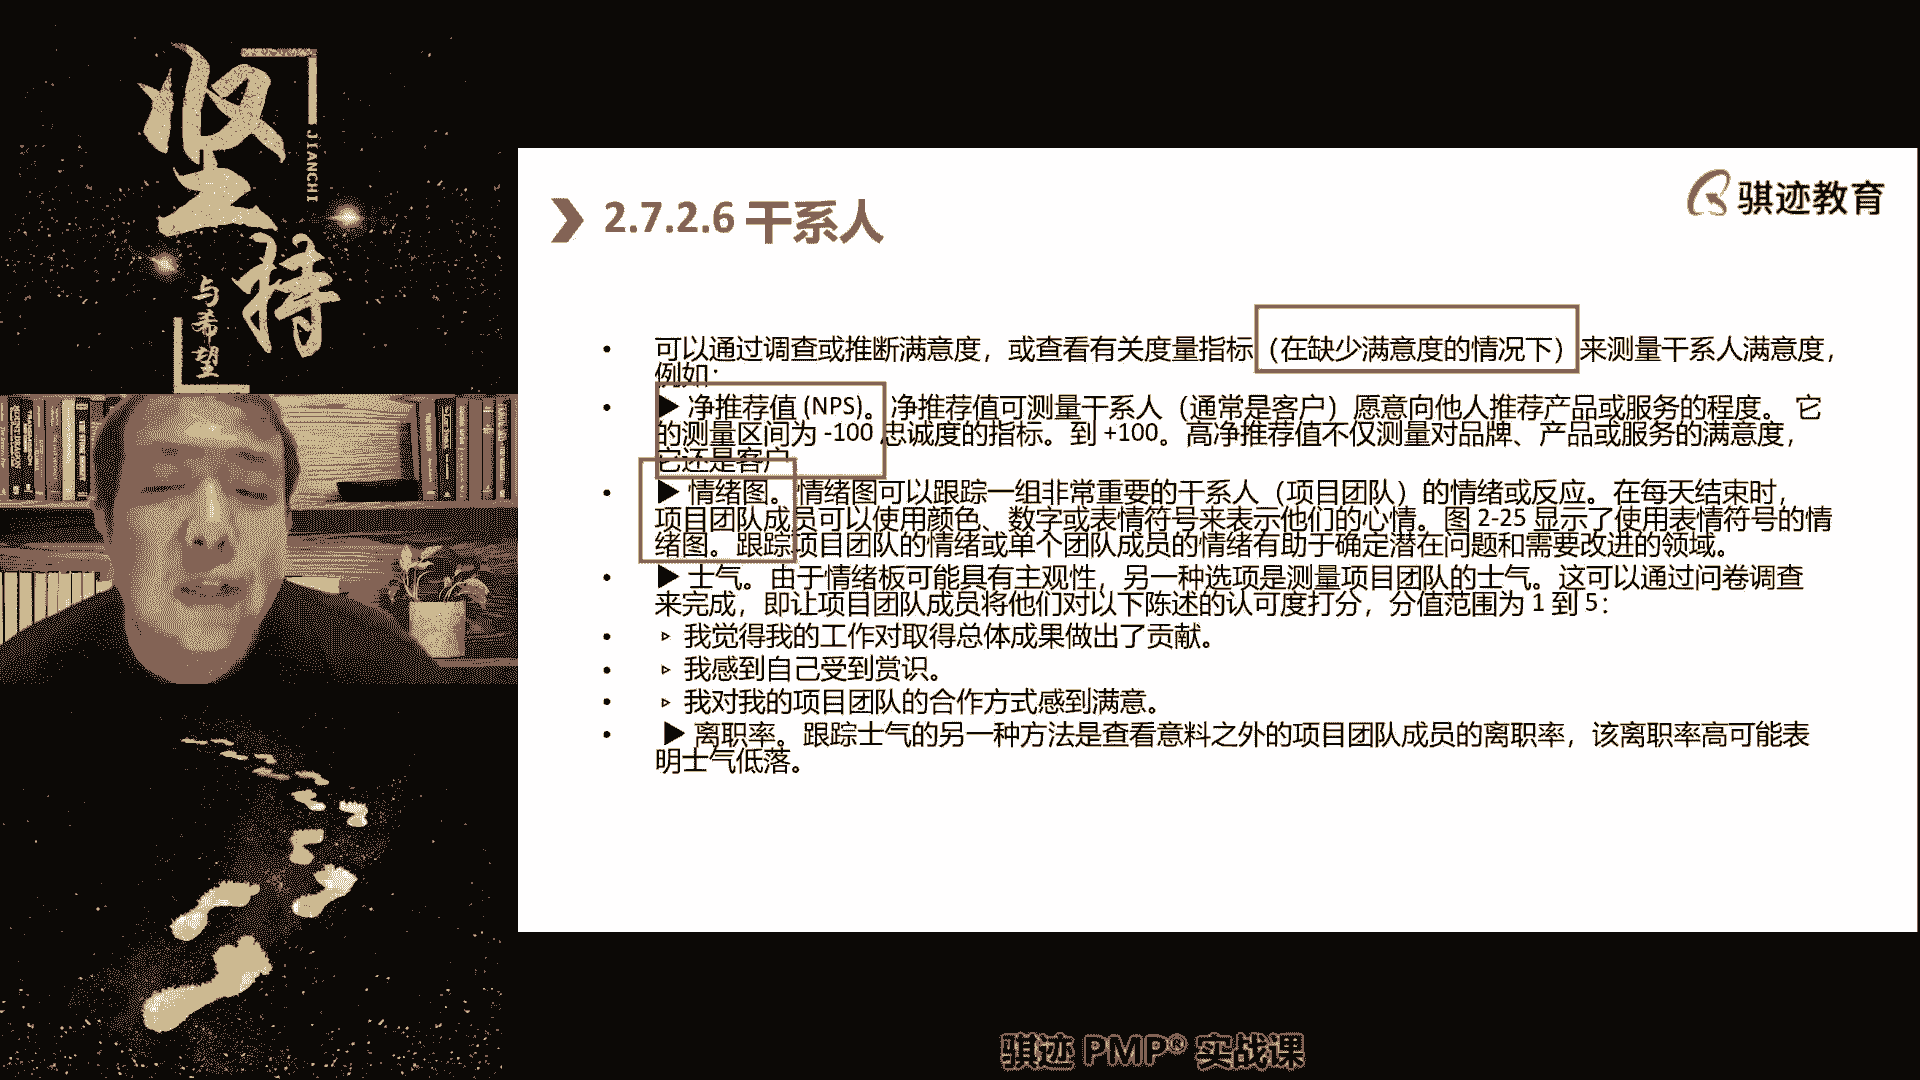 坚持
JIANCHI
与希望
骐迹教育
2.7.2.6 干系人
• 可以通过调查或推断满意度，或查看有关度量指标（在缺少满意度的情况下）来测量干系人满意度，
例如：
• ▶ 净推荐值 (NPS)。净推荐值可测量干系人（通常是客户）愿意向他人推荐产品或服务的程度。 它
的测量区间为 -100 忠诚度的指标。到 +100。高净推荐值不仅测量对品牌、产品或服务的满意度，
它还是客户
• ▶ 情绪图。情绪图可以跟踪一组非常重要的干系人（项目团队）的情绪或反应。在每天结束时，
项目团队成员可以使用颜色、数字或表情符号来表示他们的心情。图 2-25 显示了使用表情符号的情
绪图。跟踪项目团队的情绪或单个团队成员的情绪有助于确定潜在问题和需要改进的领域。
• ▶ 士气。由于情绪板可能具有主观性，另一种选项是测量项目团队的士气。这可以通过问卷调查
来完成，即让项目团队成员将他们对以下陈述的认可度打分，分值范围为 1 到 5：
• ▹ 我觉得我的工作对取得总体成果做出了贡献。
• ▹ 我感到自己受到赏识。
• ▹ 我对我的项目团队的合作方式感到满意。
• ▶ 离职率。跟踪士气的另一种方法是查看意料之外的项目团队成员的离职率，该离职率高可能表
明士气低落。
骐迹 PMP® 实战课